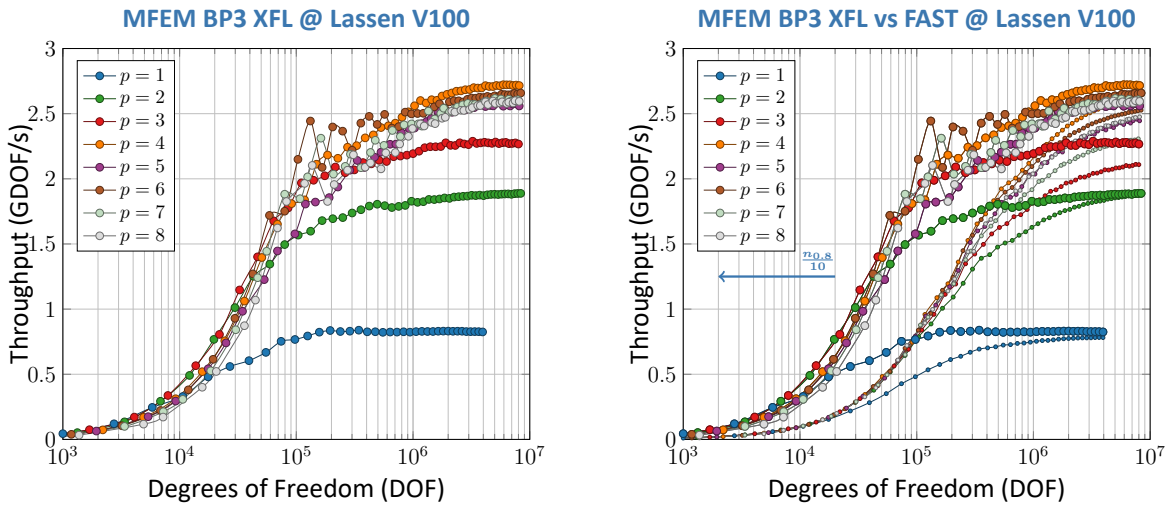 MFEM BP3 XFL @ Lassen V100
3
2.5
2
1.5
1
0.5
0
Throughput (GDOF/s)
p = 1
p = 2
p = 3
p = 4
p = 5
p = 6
p = 7
p = 8
10^3
10^4
10^5
10^6
10^7
Degrees of Freedom (DOF)
MFEM BP3 XFL vs FAST @ Lassen V100
3
2.5
2
1.5
1
0.5
0
Throughput (GDOF/s)
p = 1
p = 2
p = 3
p = 4
p = 5
p = 6
p = 7
p = 8
n_{0.8}
10
10^3
10^4
10^5
10^6
10^7
Degrees of Freedom (DOF)